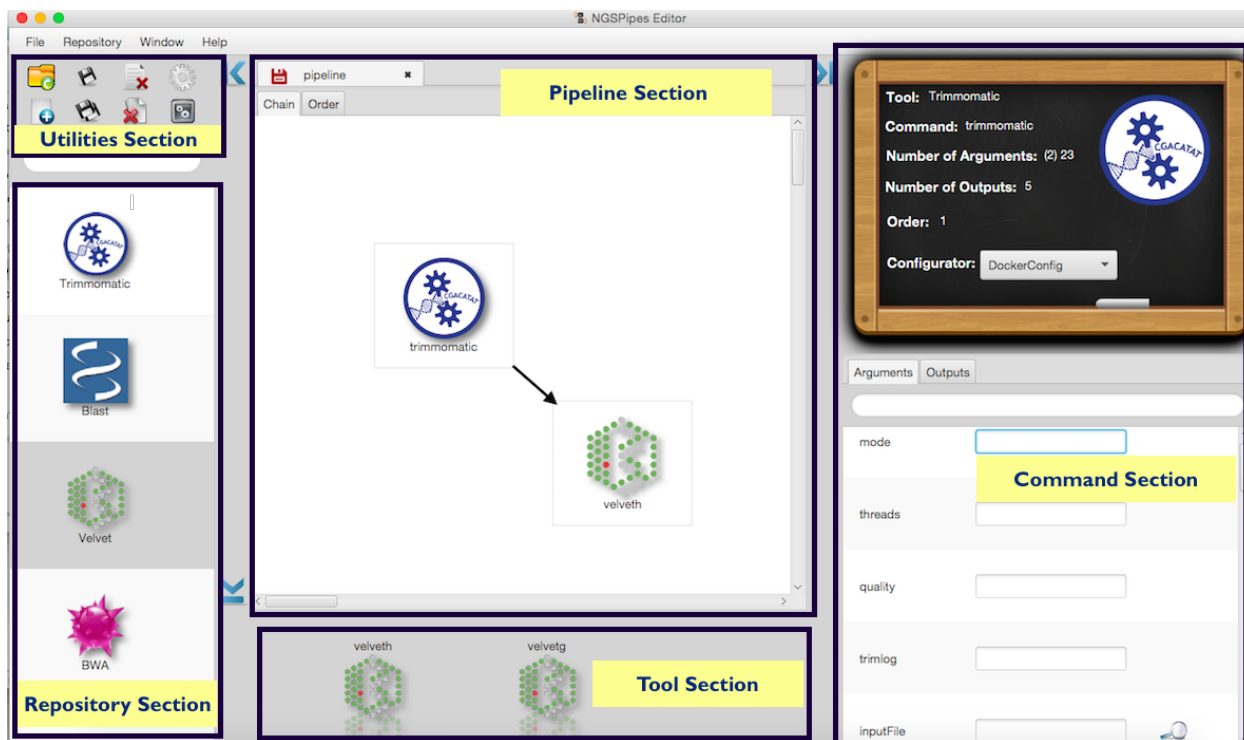 NGSPipes Editor
File Repository Window Help
pipeline
Chain Order
Pipeline Section
Utilities Section
Trimmomatic
Blast
Velvet
BWA
Repository Section
CGACATAT
trimmomatic
velveth
velveth velvetg
Tool Section
Tool: Trimmomatic
Command: trimmomatic
Number of Arguments: (2) 23
Number of Outputs: 5
Order: 1
Configurator: DockerConfig
CGACATAT
Arguments Outputs
mode
Command Section
threads
quality
trimlog
inputFile